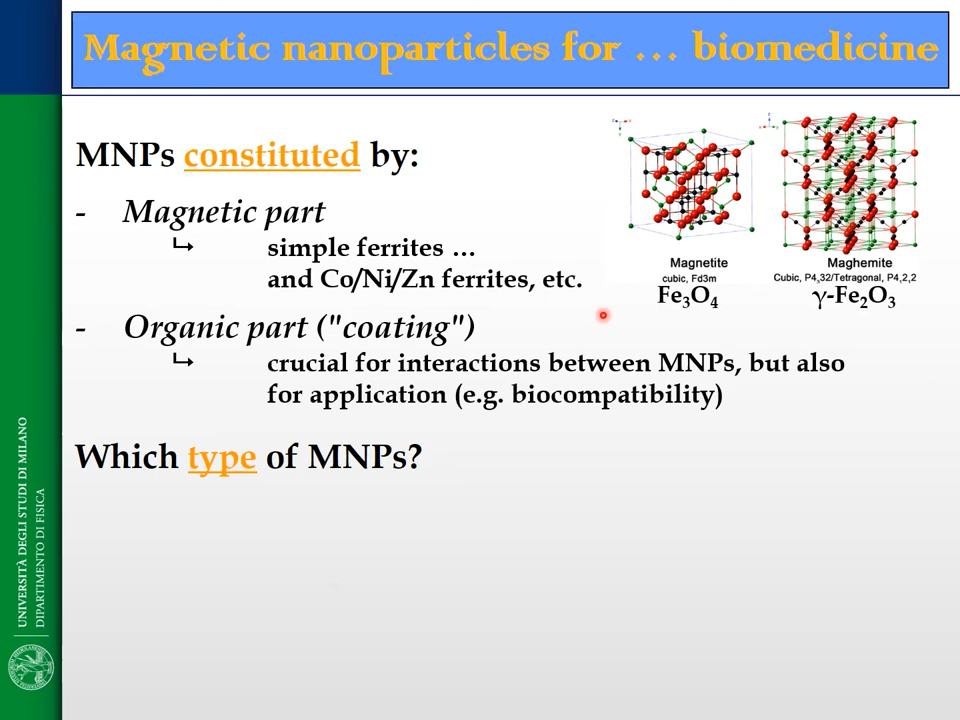 Magnetic nanoparticles for … biomedicine
MNPs constituted by:
- Magnetic part
↳ simple ferrites …
and Co/Ni/Zn ferrites, etc.
Magnetite
cubic, Fd3m
Fe₃O₄
Maghemite
Cubic, P4₃32/Tetragonal, P4₁2₁2
γ-Fe₂O₃
- Organic part ("coating")
↳ crucial for interactions between MNPs, but also
for application (e.g. biocompatibility)
Which type of MNPs?
UNIVERSITÀ DEGLI STUDI DI MILANO
DIPARTIMENTO DI FISICA